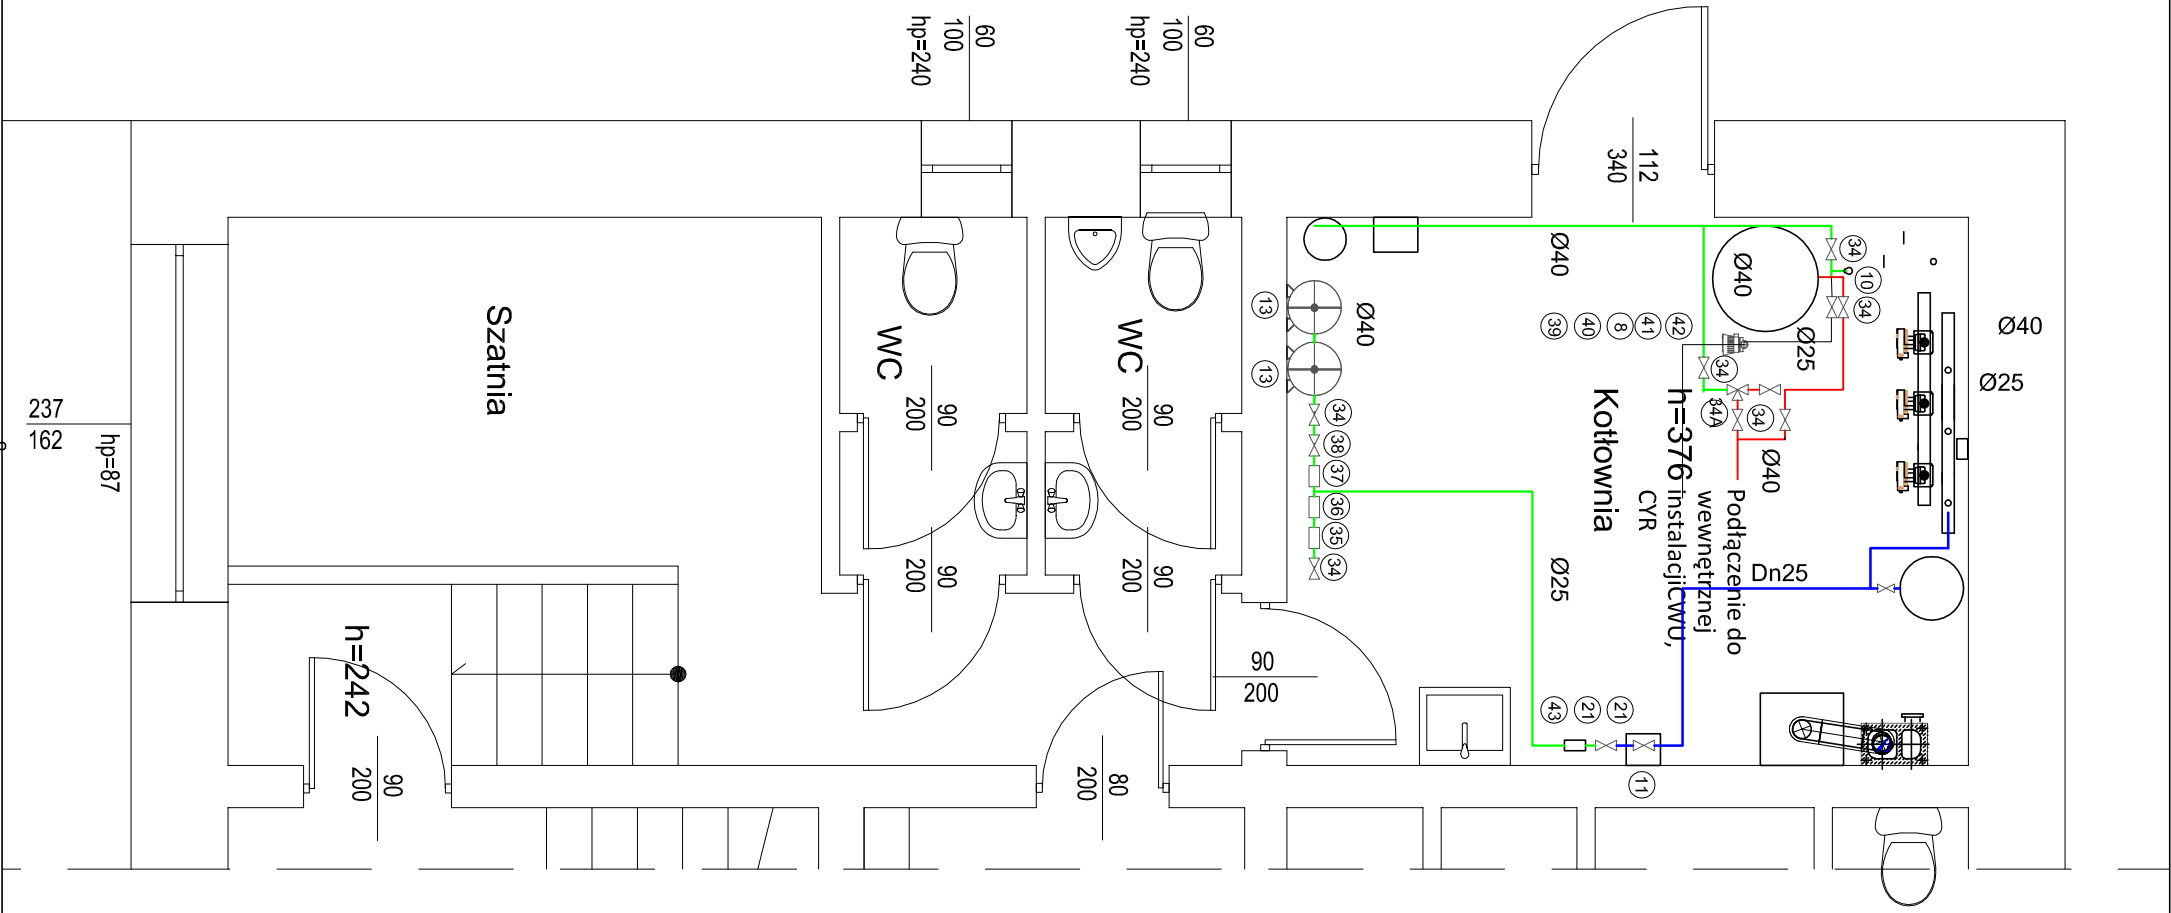 60
100
hp=240
60
100
hp=240
112
340
Ø40
Ø40
34
10
34
13
Ø40
39
40
8
41
42
Ø25
Ø40
Ø25
13
34
34A
34
Szatnia
WC
WC
90
200
90
200
34
38
37
36
35
34
Kotłownia
h=376
Ø40
Podłączenie do
wewnętrznej
instalacjiCWU,
CYR
237
162
hp=87
90
200
90
200
Ø25
Dn25
h=242
90
200
43
21
21
11
90
200
80
200